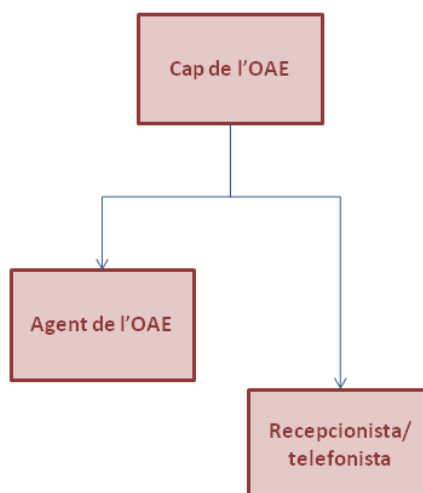 Cap de l’OAE
Agent de l’OAE
Recepcionista/
telefonista